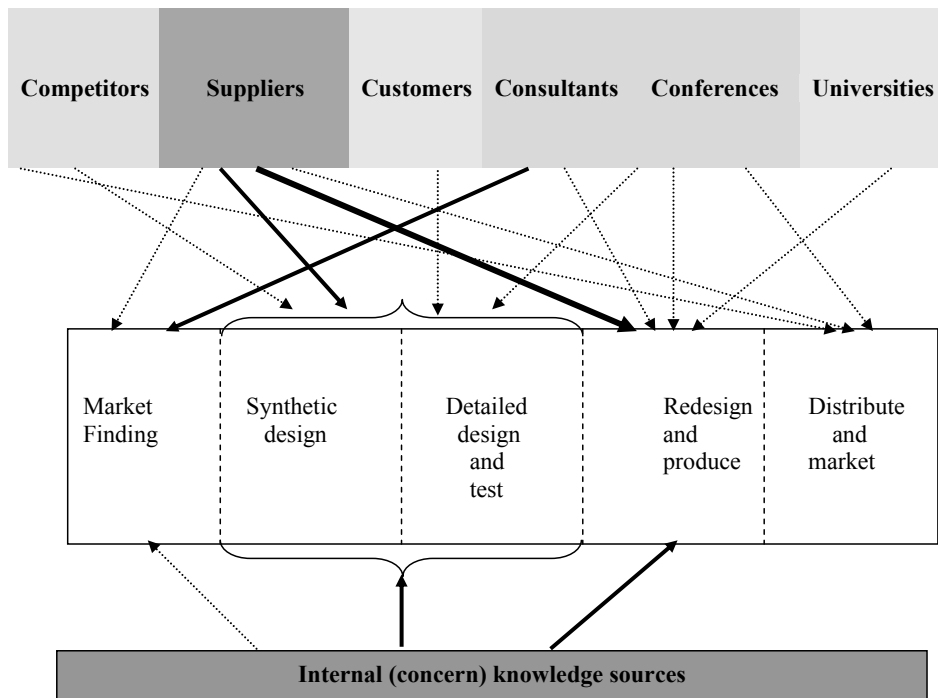 Competitors Suppliers Customers Consultants Conferences Universities
Market
Finding
Synthetic
design
Detailed
design
and
test
Redesign
and
produce
Distribute
and
market
Internal (concern) knowledge sources